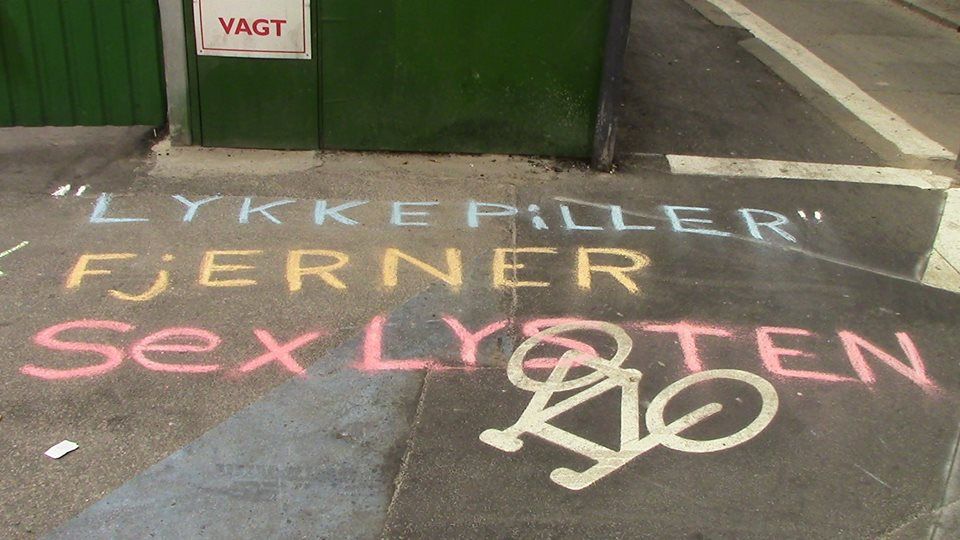 VAGT
"LYKKEPiLLER"
FjERNER
SexLYSTEN